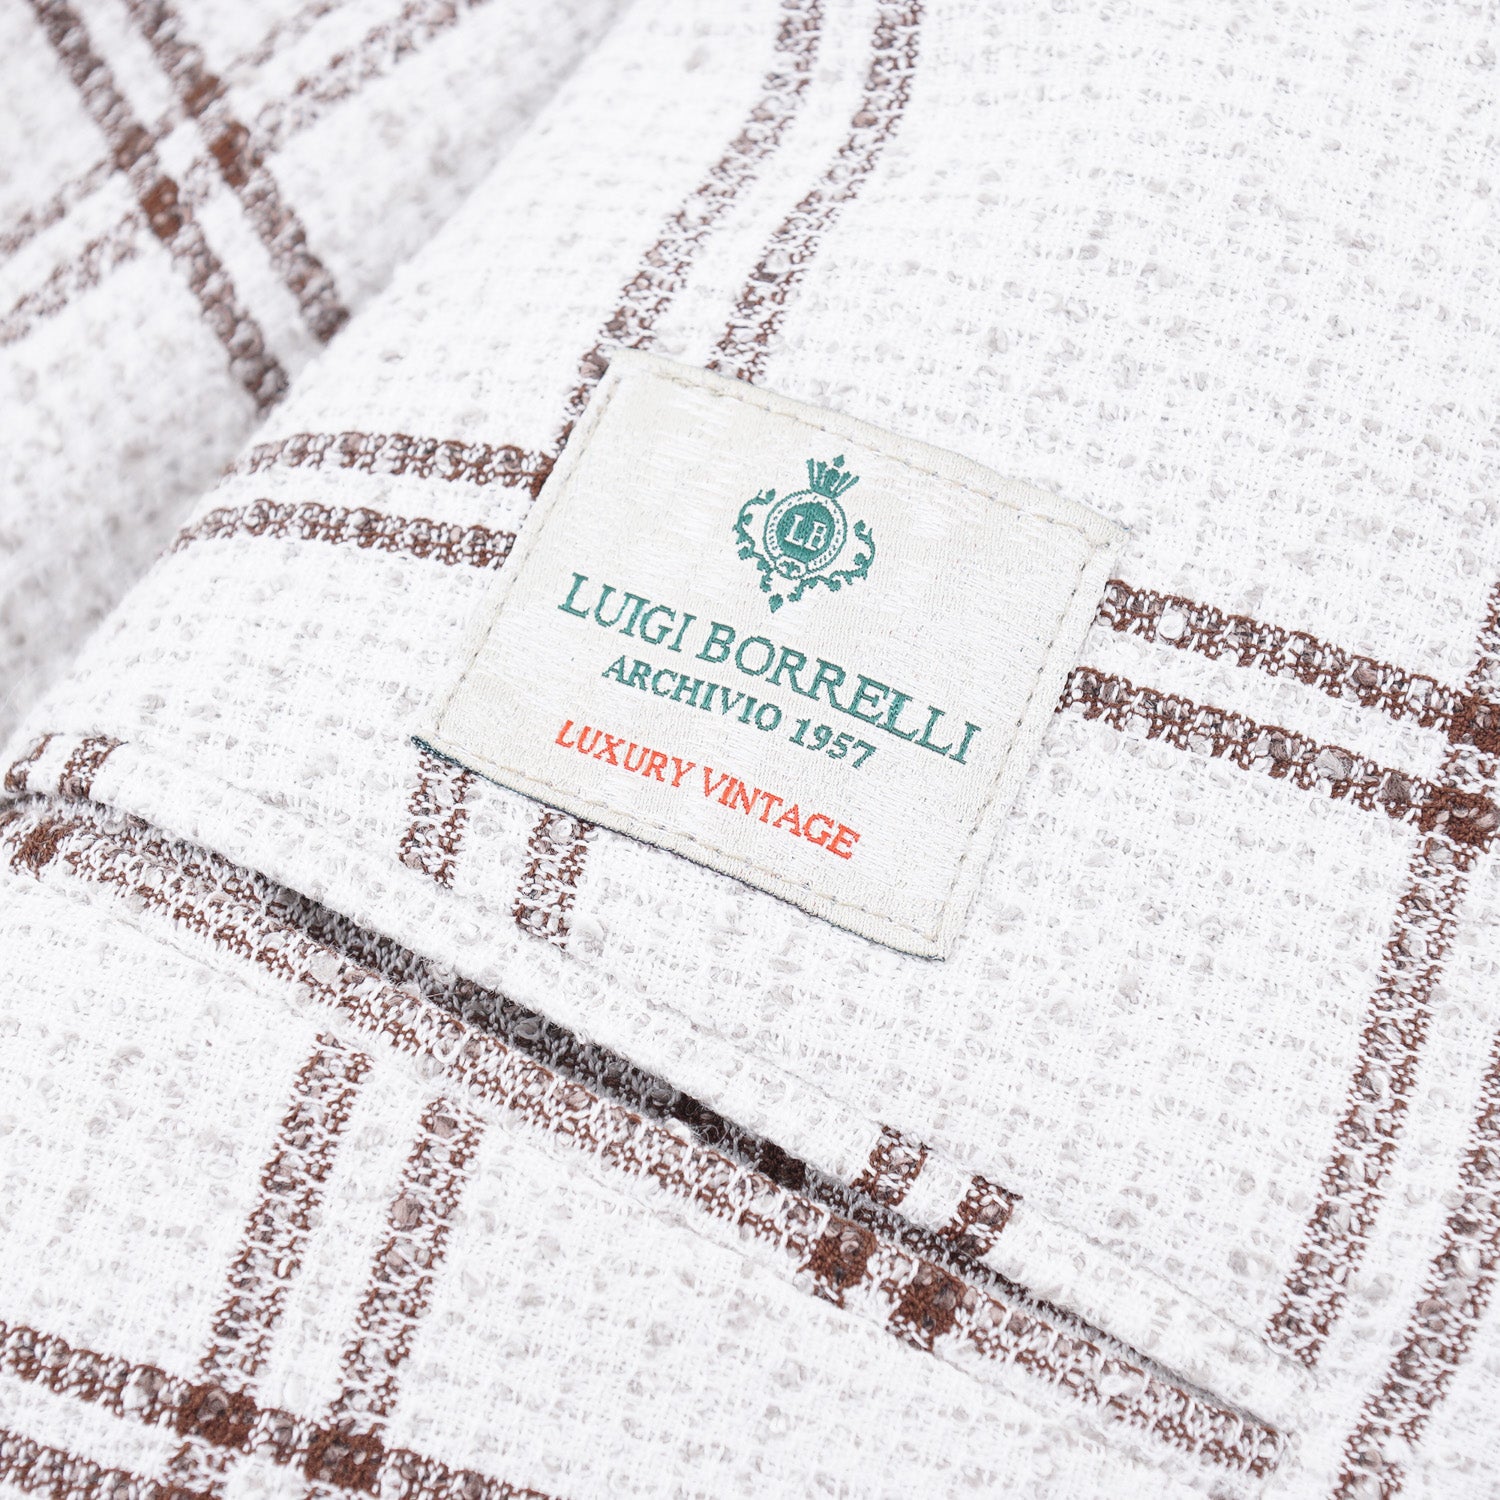 LB
LUIGI BORRELLI
ARCHIVIO 1957
LUXURY VINTAGE